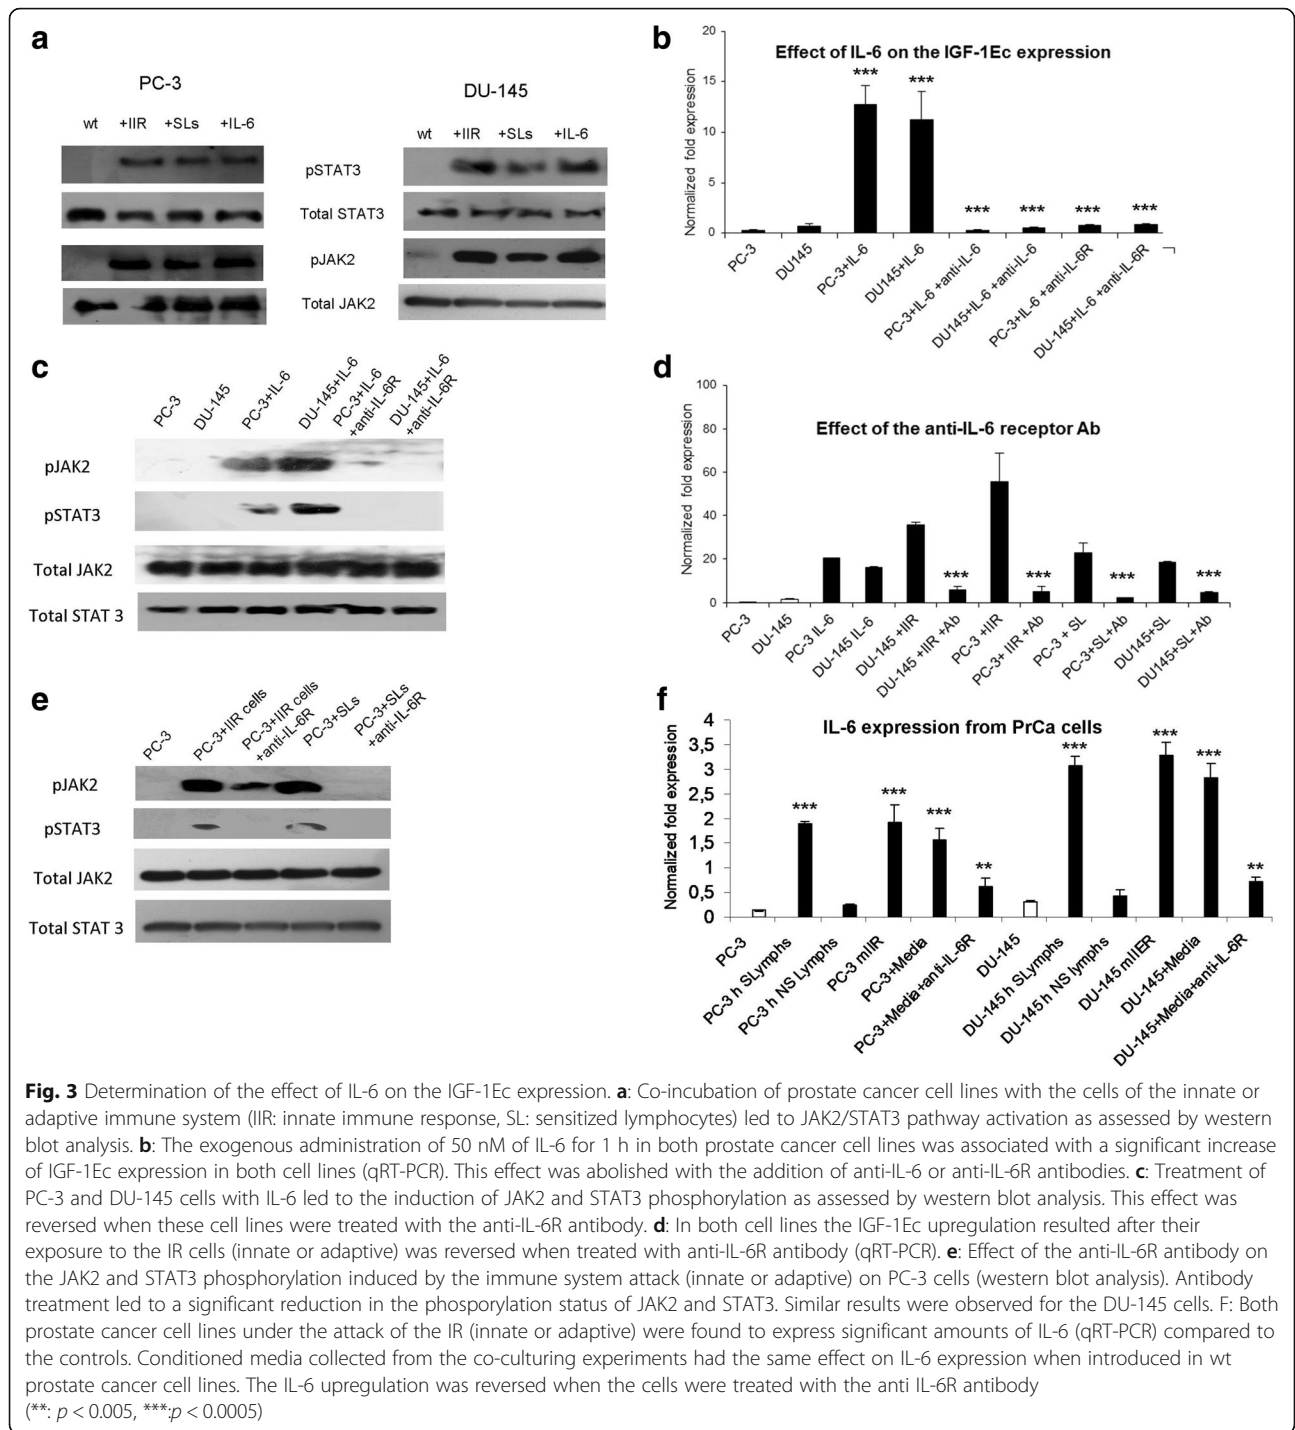 a
PC-3
wt +IIR +SLs +IL-6
DU-145
wt +IIR +SLs +IL-6
pSTAT3
Total STAT3
pJAK2
Total JAK2
b
Effect of IL-6 on the IGF-1Ec expression
Normalized fold expression
20
15
10
5
0
*** *** *** *** *** ***
PC-3
DU145
PC-3+IL-6
DU145+IL-6
PC-3+IL-6 +anti-IL-6
DU145+IL-6 +anti-IL-6
PC-3+IL-6 +anti-IL-6R
DU-145+IL-6 +anti-IL-6R
c
PC-3
DU-145
PC-3+IL-6
DU-145+IL-6
PC-3+IL-6
+anti-IL-6R
DU-145+IL-6
+anti-IL-6R
pJAK2
pSTAT3
Total JAK2
Total STAT 3
d
Effect of the anti-IL-6 receptor Ab
Normalized fold expression
100
80
60
40
20
0
*** *** *** ***
PC-3
DU-145
PC-3 IL-6
DU-145 IL-6
DU-145 +IIR
DU-145 +IIR +Ab
PC-3 +IIR
PC-3+ IIR +Ab
PC-3 + SL
PC-3+SL+Ab
DU145+SL
DU145+SL+Ab
e
PC-3
PC-3+IIR cells
PC-3+IIR cells
+anti-IL-6R
PC-3+SLs
PC-3+SLs
+anti-IL-6R
pJAK2
pSTAT3
Total JAK2
Total STAT 3
f
IL-6 expression from PrCa cells
Normalized fold expression
4
3,5
3
2,5
2
1,5
1
0,5
0
*** *** *** ** *** *** *** **
PC-3
PC-3 h SLymphs
PC-3 h NS Lymphs
PC-3 mIIR
PC-3+Media
PC-3+Media+anti-IL-6R
DU-145
DU-145 h SLymphs
DU-145 h NS lymphs
DU-145 mIIER
DU-145+Media
DU-145+Media+anti-IL-6R
Fig. 3 Determination of the effect of IL-6 on the IGF-1Ec expression. a: Co-incubation of prostate cancer cell lines with the cells of the innate or
adaptive immune system (IIR: innate immune response, SL: sensitized lymphocytes) led to JAK2/STAT3 pathway activation as assessed by western
blot analysis. b: The exogenous administration of 50 nM of IL-6 for 1 h in both prostate cancer cell lines was associated with a significant increase
of IGF-1Ec expression in both cell lines (qRT-PCR). This effect was abolished with the addition of anti-IL-6 or anti-IL-6R antibodies. c: Treatment of
PC-3 and DU-145 cells with IL-6 led to the induction of JAK2 and STAT3 phosphorylation as assessed by western blot analysis. This effect was
reversed when these cell lines were treated with the anti-IL-6R antibody. d: In both cell lines the IGF-1Ec upregulation resulted after their
exposure to the IR cells (innate or adaptive) was reversed when treated with anti-IL-6R antibody (qRT-PCR). e: Effect of the anti-IL-6R antibody on
the JAK2 and STAT3 phosphorylation induced by the immune system attack (innate or adaptive) on PC-3 cells (western blot analysis). Antibody
treatment led to a significant reduction in the phosporylation status of JAK2 and STAT3. Similar results were observed for the DU-145 cells. F: Both
prostate cancer cell lines under the attack of the IR (innate or adaptive) were found to express significant amounts of IL-6 (qRT-PCR) compared to
the controls. Conditioned media collected from the co-culturing experiments had the same effect on IL-6 expression when introduced in wt
prostate cancer cell lines. The IL-6 upregulation was reversed when the cells were treated with the anti IL-6R antibody
(**: p < 0.005, ***:p < 0.0005)